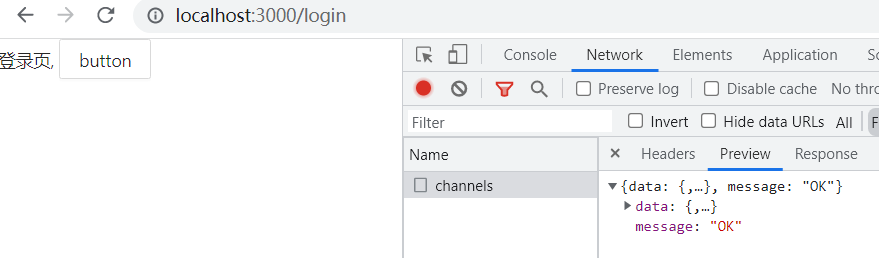 localhost:3000/login
登录页, button
Console Network Elements Application
Preserve log Disable cache No thro
Filter Invert Hide data URLs All F
Name × Headers Preview Response
channels
▼{data: {,…}, message: "OK"}
▶data: {,…}
message: "OK"